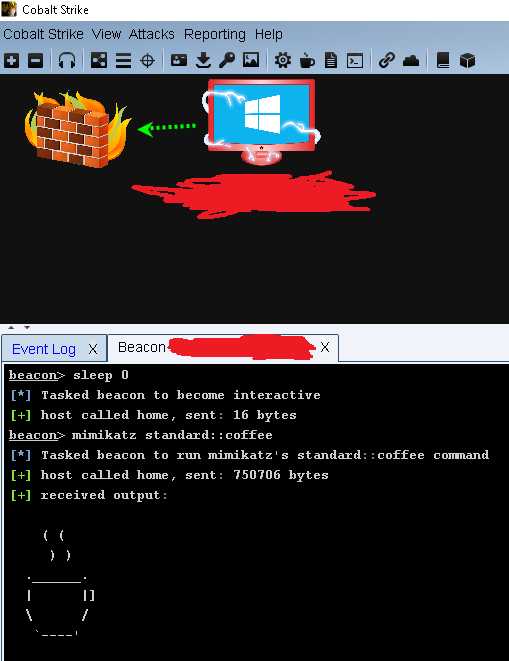 Cobalt Strike
Cobalt Strike View Attacks Reporting Help
Event Log X Beacon X
beacon> sleep 0
[*] Tasked beacon to become interactive
[+] host called home, sent: 16 bytes
beacon> mimikatz standard::coffee
[*] Tasked beacon to run mimikatz's standard::coffee command
[+] host called home, sent: 750706 bytes
[+] received output:
    ( (
     ) )
  .______.
  |      |]
  \      /
   `----'